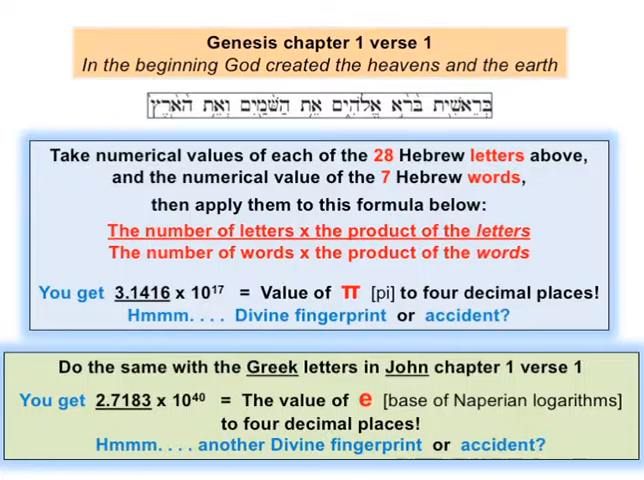 Genesis chapter 1 verse 1
In the beginning God created the heavens and the earth
בְּרֵאשִׁ֖ית בָּרָ֣א אֱלֹהִ֑ים אֵ֥ת הַשָּׁמַ֖יִם וְאֵ֥ת הָאָֽרֶץ
Take numerical values of each of the 28 Hebrew letters above,
and the numerical value of the 7 Hebrew words,
then apply them to this formula below:
The number of letters x the product of the letters
The number of words x the product of the words
You get 3.1416 x 10¹⁷ = Value of π [pi] to four decimal places!
Hmmm. . . . Divine fingerprint or accident?
Do the same with the Greek letters in John chapter 1 verse 1
You get 2.7183 x 10⁴⁰ = The value of e [base of Naperian logarithms]
to four decimal places!
Hmmm. . . . another Divine fingerprint or accident?